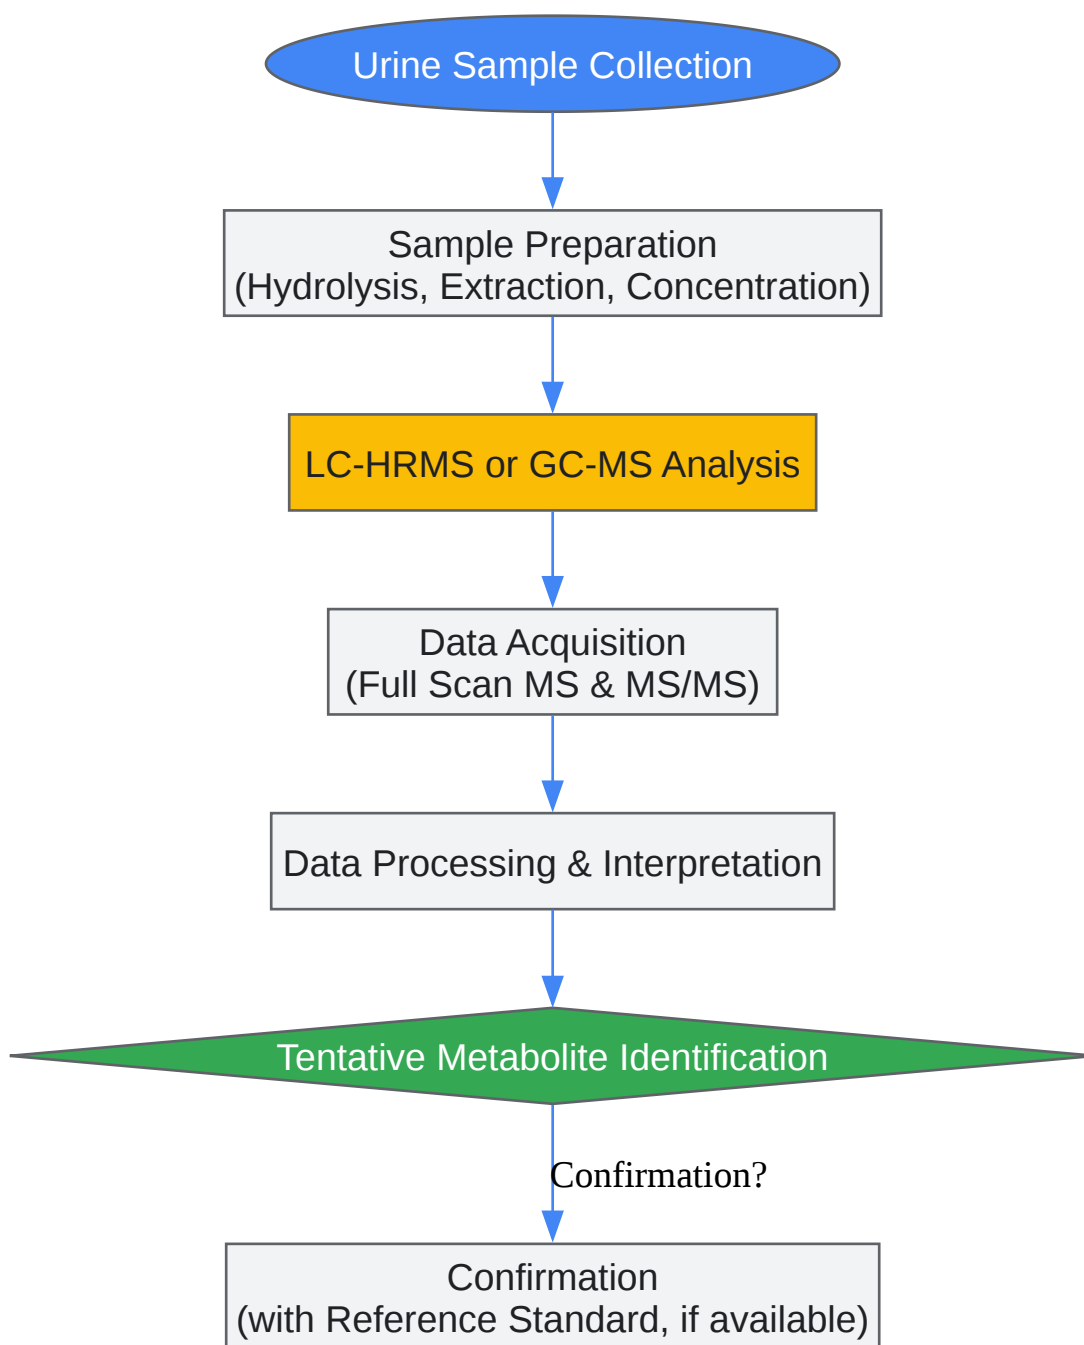 Urine Sample Collection
Sample Preparation
(Hydrolysis, Extraction, Concentration)
LC-HRMS or GC-MS Analysis
Data Acquisition
(Full Scan MS & MS/MS)
Data Processing & Interpretation
Tentative Metabolite Identification
Confirmation?
Confirmation
(with Reference Standard, if available)